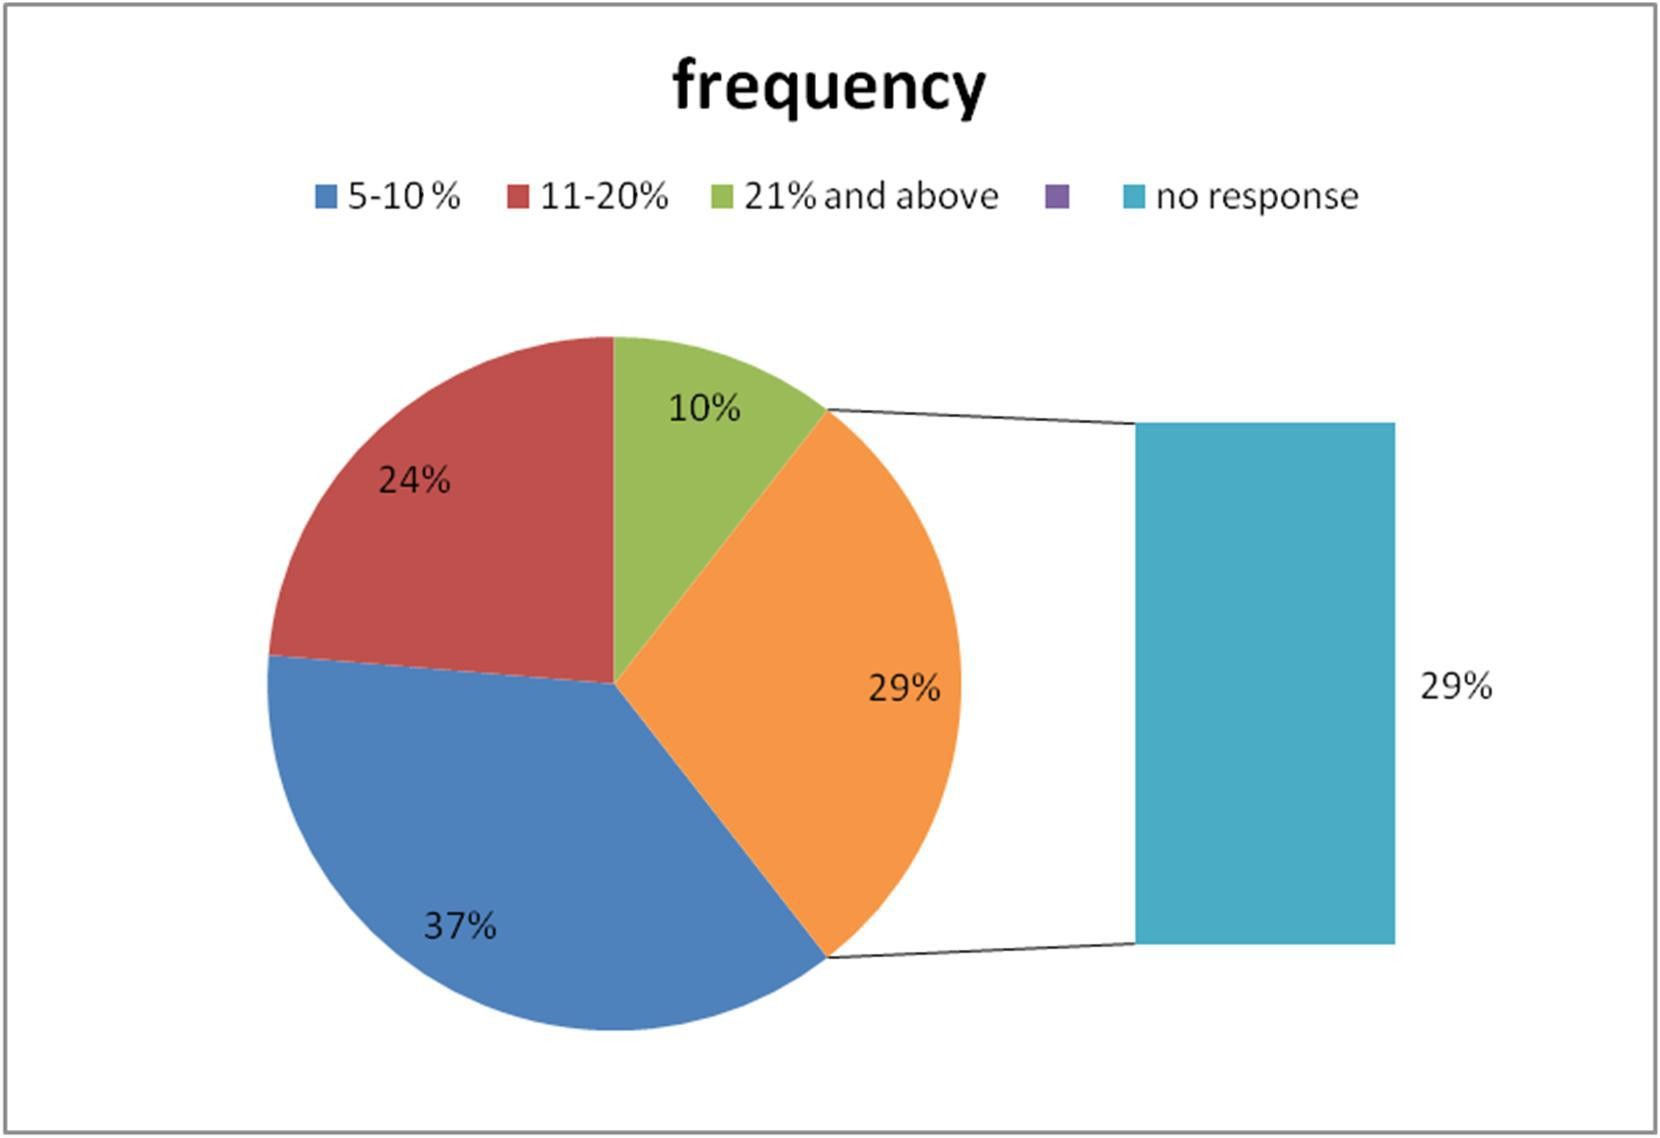 frequency
5-10 % 11-20% 21% and above no response
10%
24%
29%
29%
37%